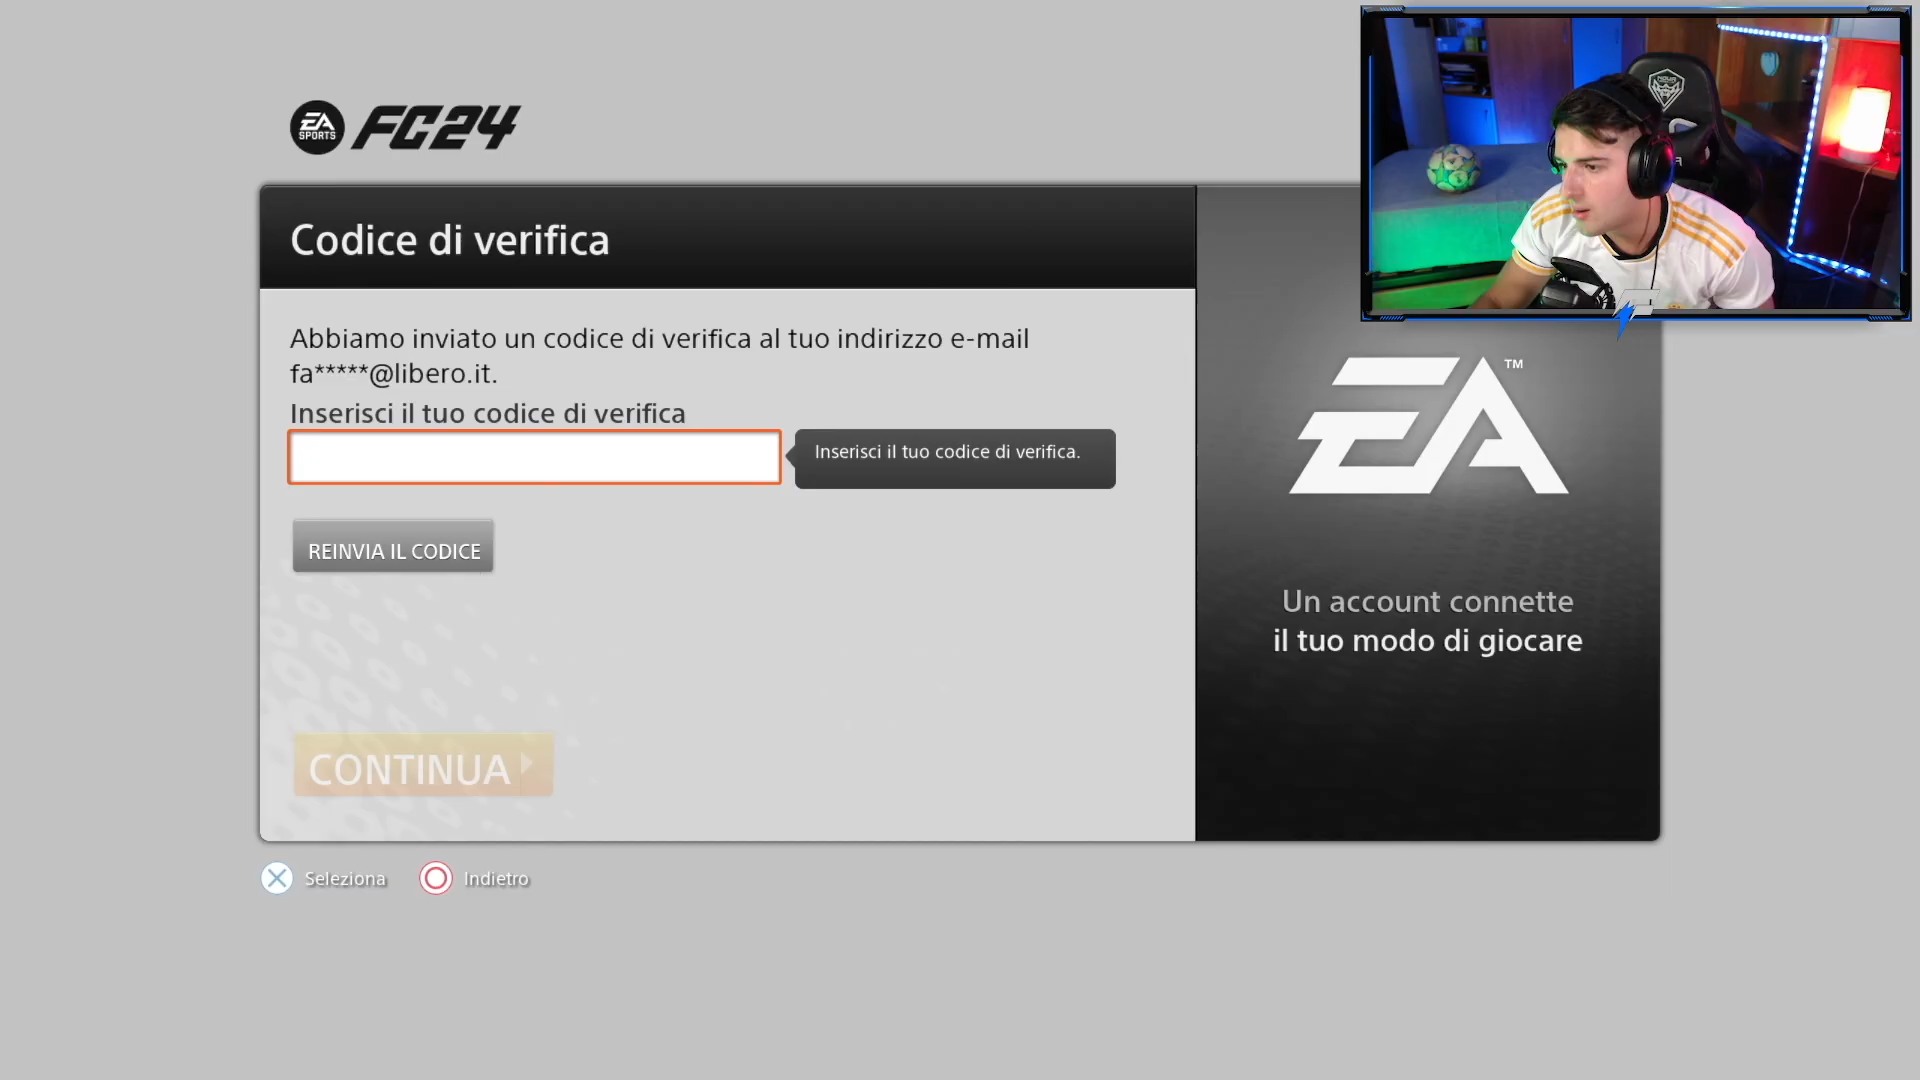 EA SPORTS FC24
Codice di verifica
Abbiamo inviato un codice di verifica al tuo indirizzo e-mail
fa*****@libero.it.
Inserisci il tuo codice di verifica
Inserisci il tuo codice di verifica.
REINVIA IL CODICE
CONTINUA
EA™
Un account connette
il tuo modo di giocare
Seleziona
Indietro